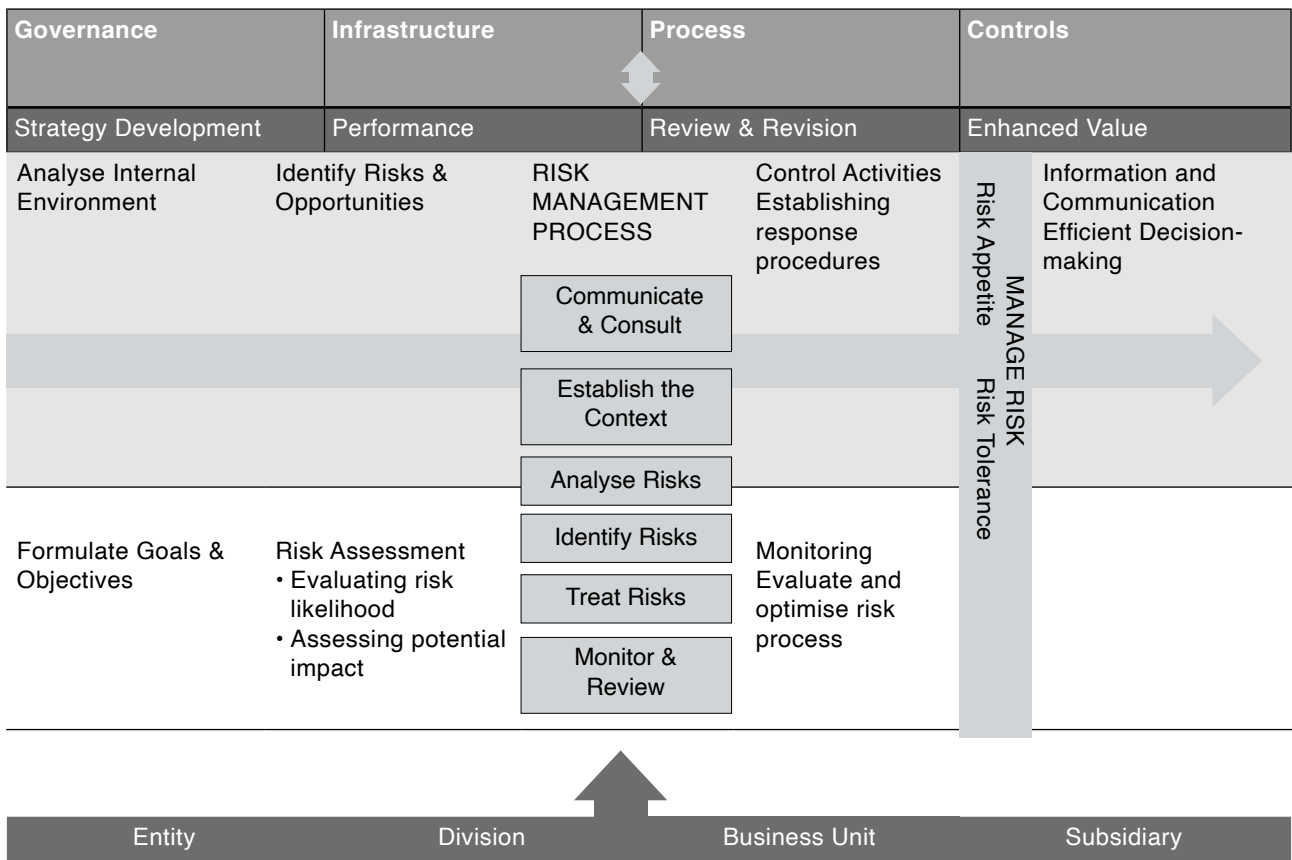 Governance
Infrastructure
Process
Controls
Strategy Development
Performance
Review & Revision
Enhanced Value
Analyse Internal
Environment
Identify Risks &
Opportunities
RISK
MANAGEMENT
PROCESS
Control Activities
Establishing
response
procedures
Risk Appetite
Risk Tolerance
MANAGE RISK
Information and
Communication
Efficient Decision-
making
Communicate
& Consult
Establish the
Context
Analyse Risks
Identify Risks
Treat Risks
Monitor &
Review
Formulate Goals &
Objectives
Risk Assessment
• Evaluating risk
likelihood
• Assessing potential
impact
Monitoring
Evaluate and
optimise risk
process
Entity
Division
Business Unit
Subsidiary